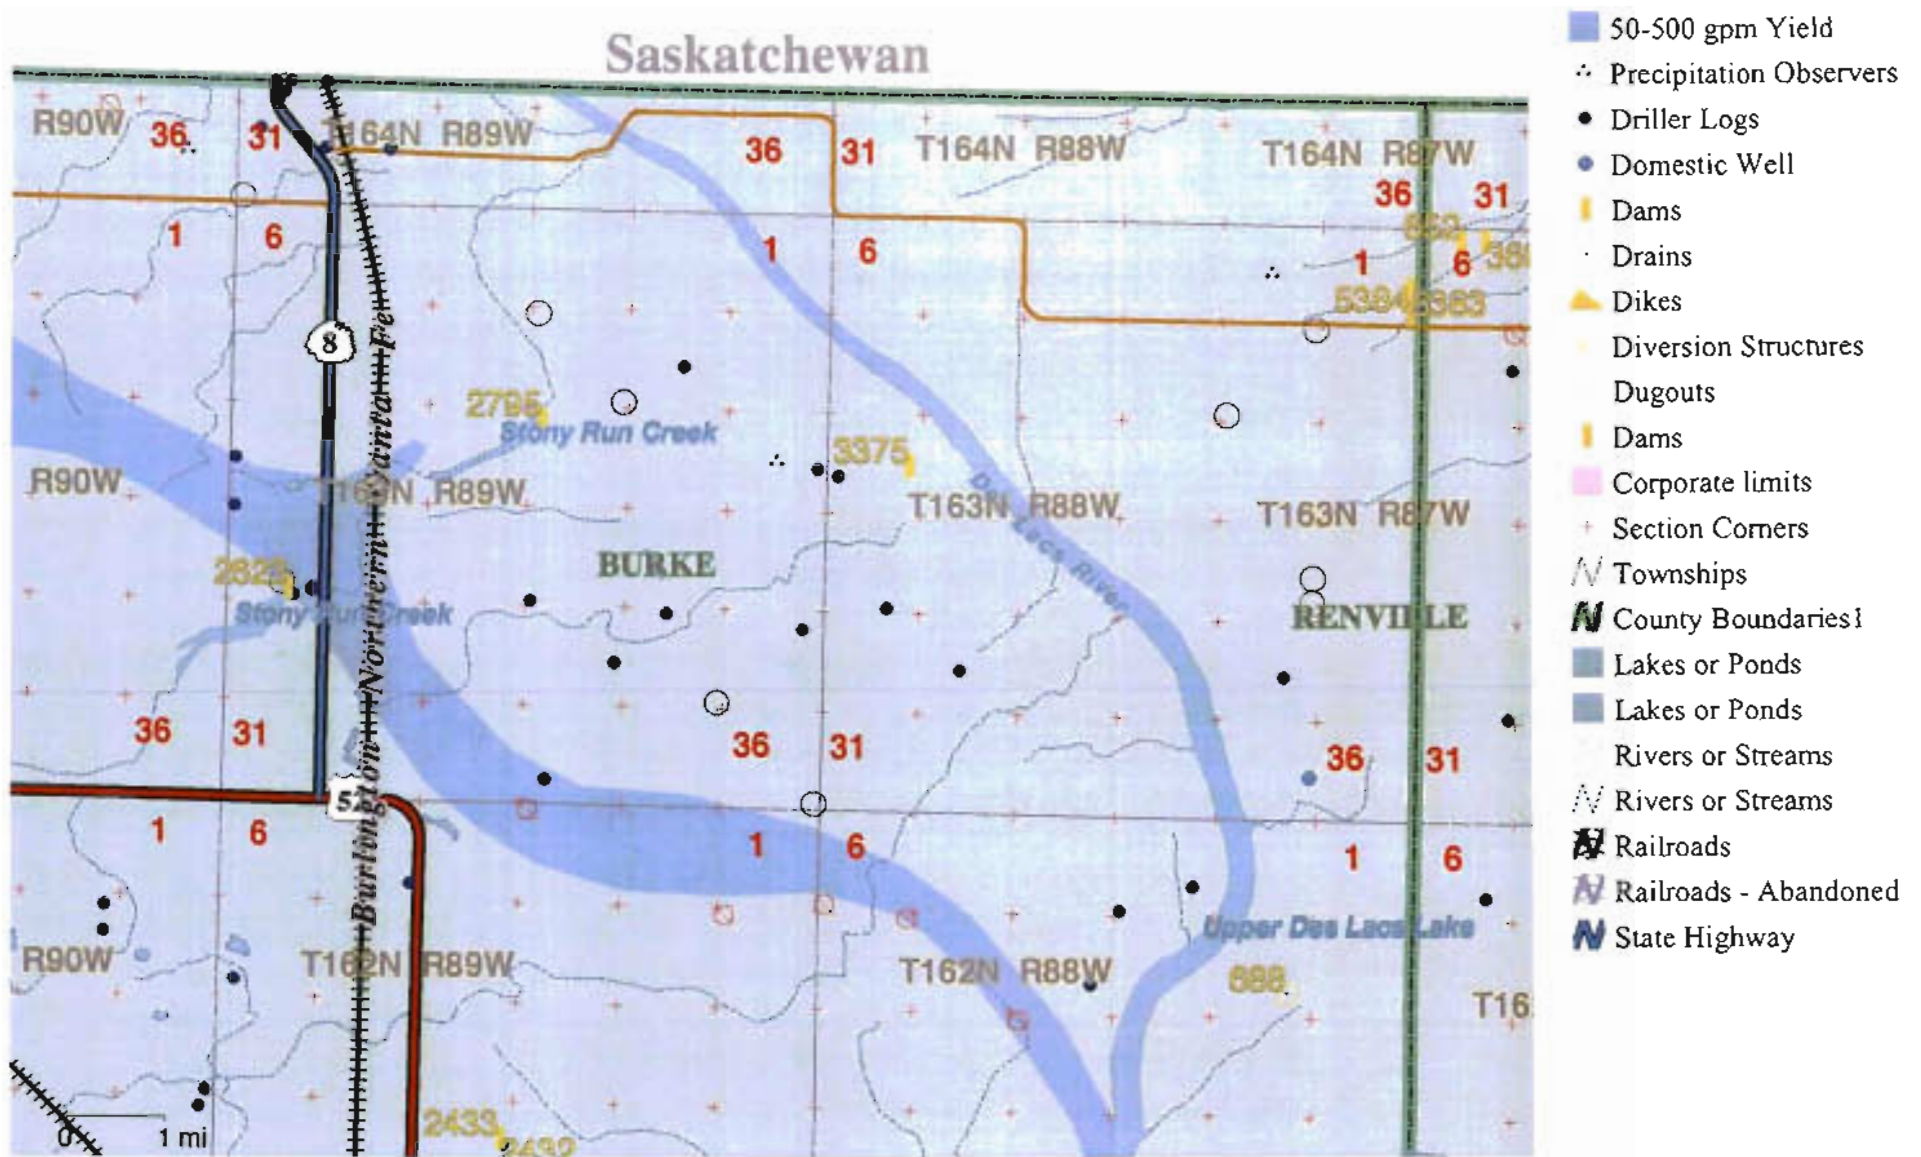 Saskatchewan
R90W
36
31
T164N R89W
36
31
T164N R88W
T164N R87W
36
31
1
6
1
6
1
6
8
2795
Stony Run Creek
3375
R90W
R89W
T163N R88W
T163N R87W
Des Lacs River
BURKE
RENVILLE
Stony Run Creek
Burlington Northern Santa Fe
36
31
36
31
36
31
1
6
1
6
1
6
Upper Des Lacs Lake
R90W
T162N R89W
T162N R88W
688
2433
2432
0
1 mi
50-500 gpm Yield
Precipitation Observers
Driller Logs
Domestic Well
Dams
Drains
Dikes
Diversion Structures
Dugouts
Dams
Corporate limits
Section Corners
Townships
County Boundaries1
Lakes or Ponds
Lakes or Ponds
Rivers or Streams
Rivers or Streams
Railroads
Railroads - Abandoned
State Highway